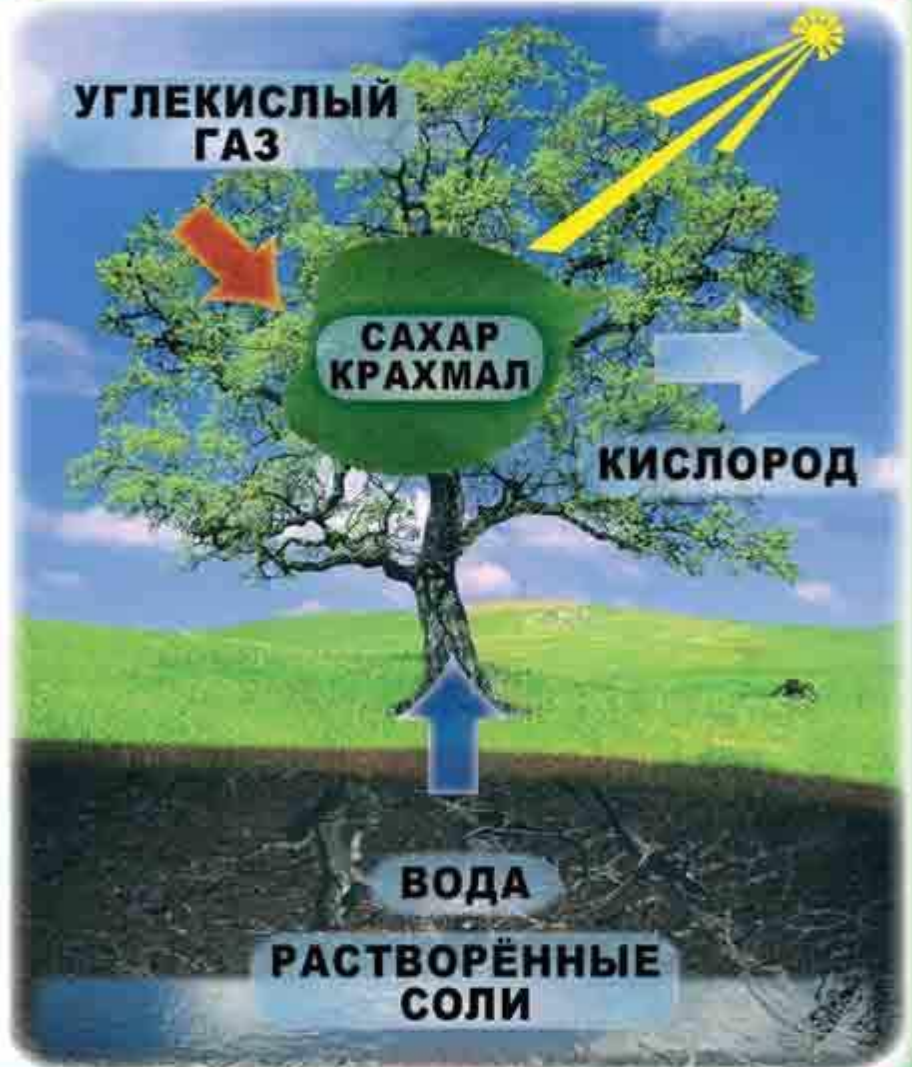 УГЛЕКИСЛЫЙ
ГАЗ
САХАР
КРАХМАЛ
КИСЛОРОД
ВОДА
РАСТВОРЁННЫЕ
СОЛИ